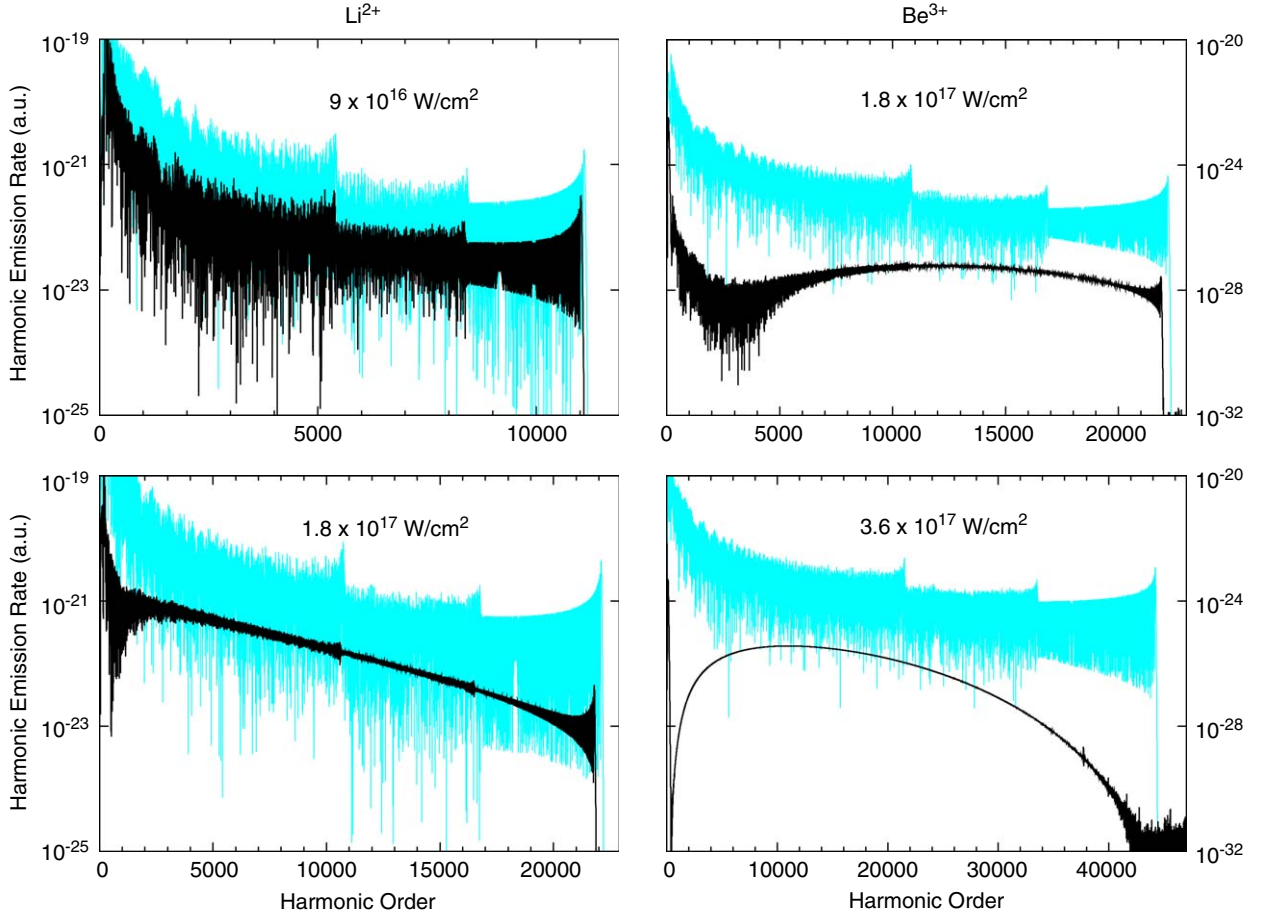 Li²⁺ Be³⁺
10⁻¹⁹ 10⁻²⁰
9 x 10¹⁶ W/cm² 1.8 x 10¹⁷ W/cm²
10⁻²¹ 10⁻²⁴
Harmonic Emission Rate (a.u.)
10⁻²³ 10⁻²⁸
10⁻²⁵ 10⁻³²
0 5000 10000 0 5000 10000 15000 20000
10⁻¹⁹ 10⁻²⁰
1.8 x 10¹⁷ W/cm² 3.6 x 10¹⁷ W/cm²
10⁻²¹ 10⁻²⁴
Harmonic Emission Rate (a.u.)
10⁻²³ 10⁻²⁸
10⁻²⁵ 10⁻³²
0 5000 10000 15000 20000 0 10000 20000 30000 40000
Harmonic Order Harmonic Order